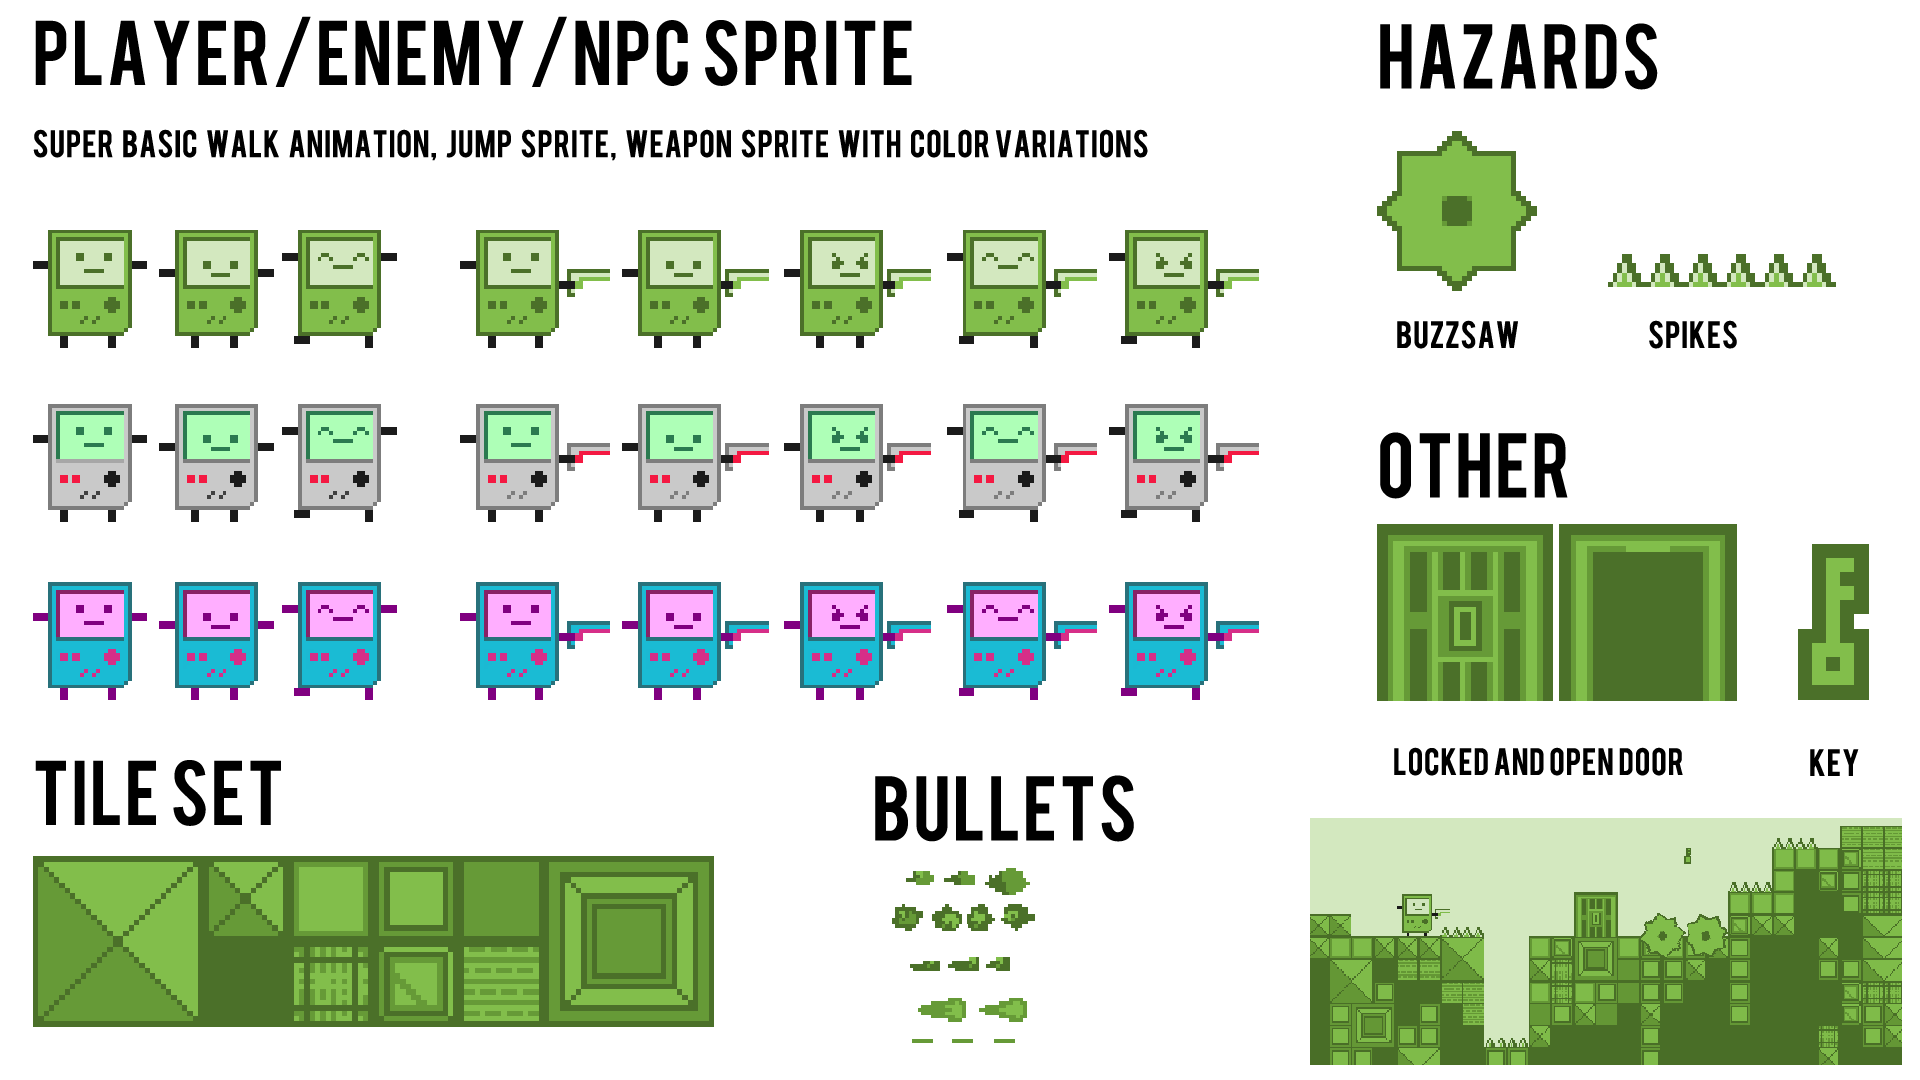 PLAYER/ENEMY/NPC SPRITE
SUPER BASIC WALK ANIMATION, JUMP SPRITE, WEAPON SPRITE WITH COLOR VARIATIONS
HAZARDS
BUZZSAW
SPIKES
OTHER
LOCKED AND OPEN DOOR
KEY
TILE SET
BULLETS